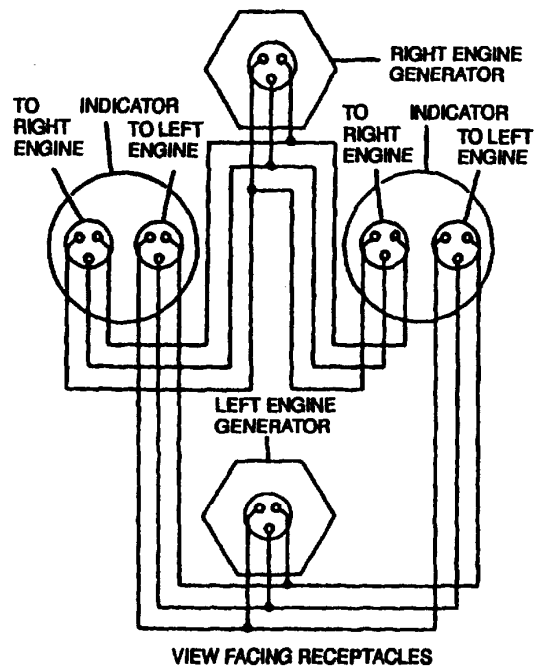 RIGHT ENGINE
GENERATOR
TO
RIGHT
ENGINE
INDICATOR
TO LEFT
ENGINE
TO
RIGHT
ENGINE
INDICATOR
TO LEFT
ENGINE
LEFT ENGINE
GENERATOR
VIEW FACING RECEPTACLES